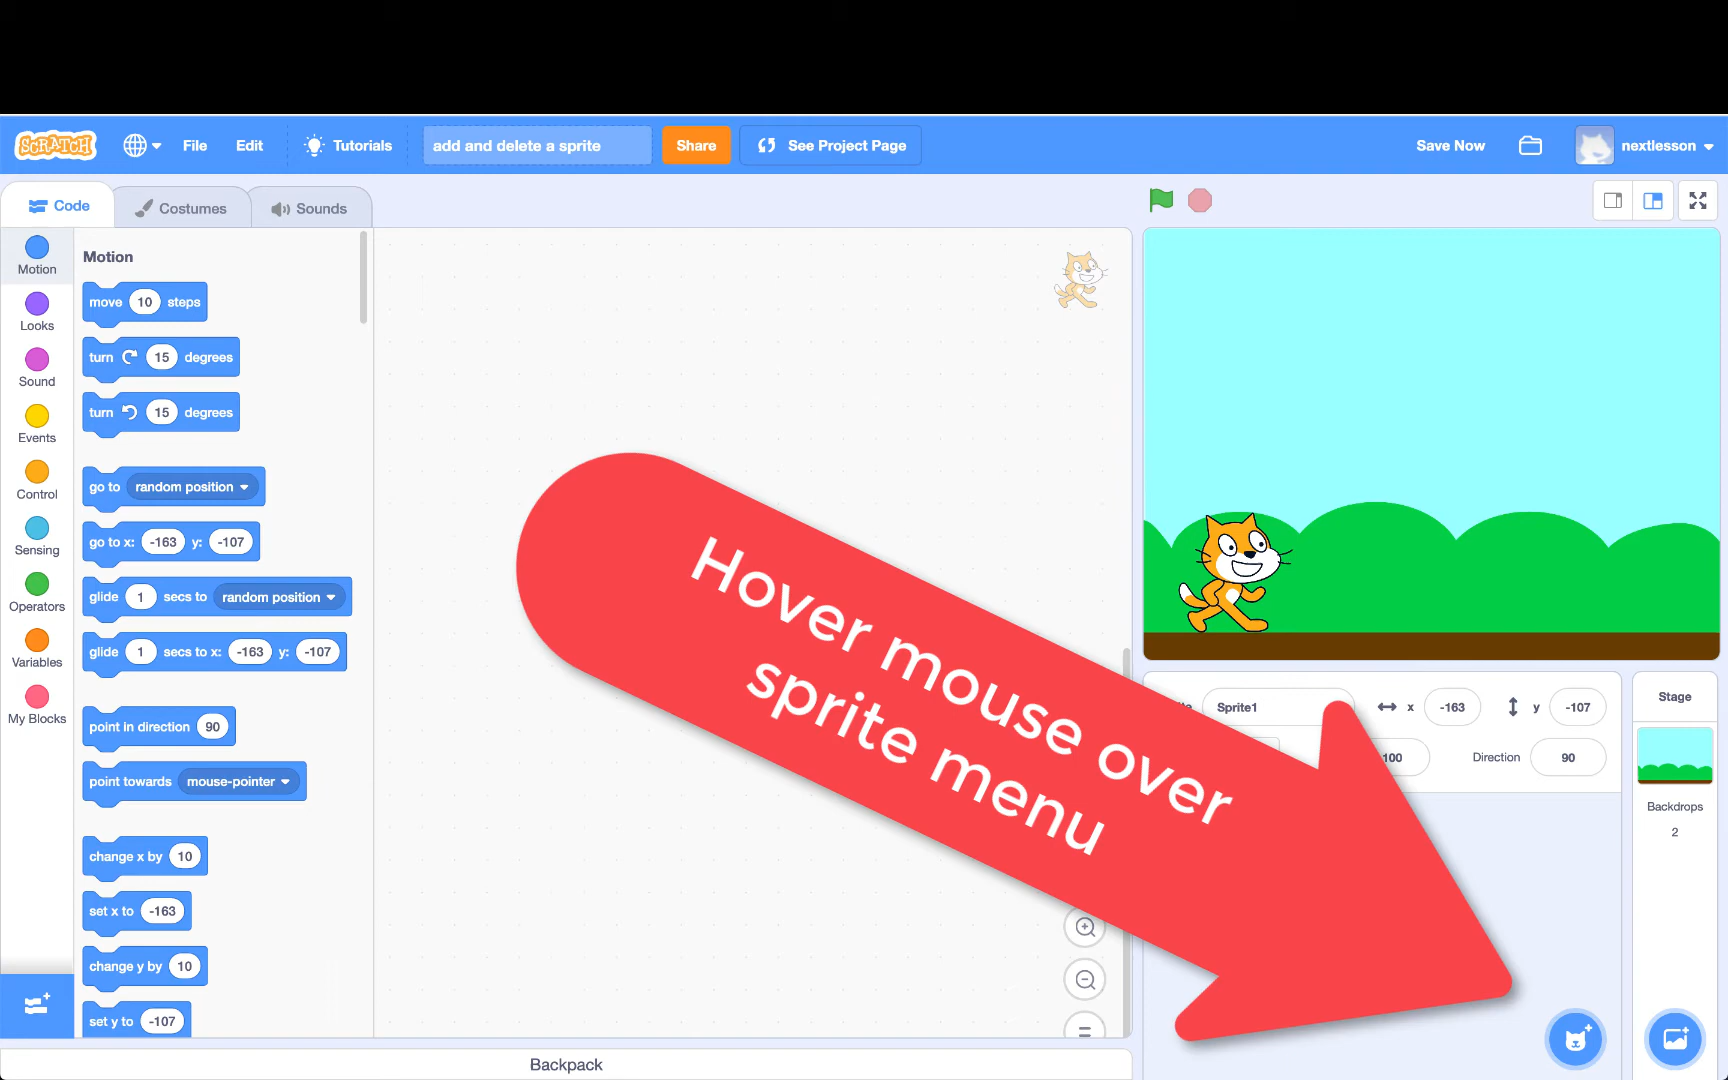 SCRATCH
File
Edit
Tutorials
add and delete a sprite
Share
See Project Page
Save Now
nextlesson
Code
Costumes
Sounds
Motion
Looks
Sound
Events
Control
Sensing
Operators
Variables
My Blocks
Motion
move 10 steps
turn 15 degrees
turn 15 degrees
go to random position
go to x: -163 y: -107
glide 1 secs to random position
glide 1 secs to x: -163 y: -107
point in direction 90
point towards mouse-pointer
change x by 10
set x to -163
change y by 10
set y to -107
Backpack
Hover mouse over
sprite menu
Sprite1
x -163
y -107
100
Direction 90
Stage
Backdrops
2